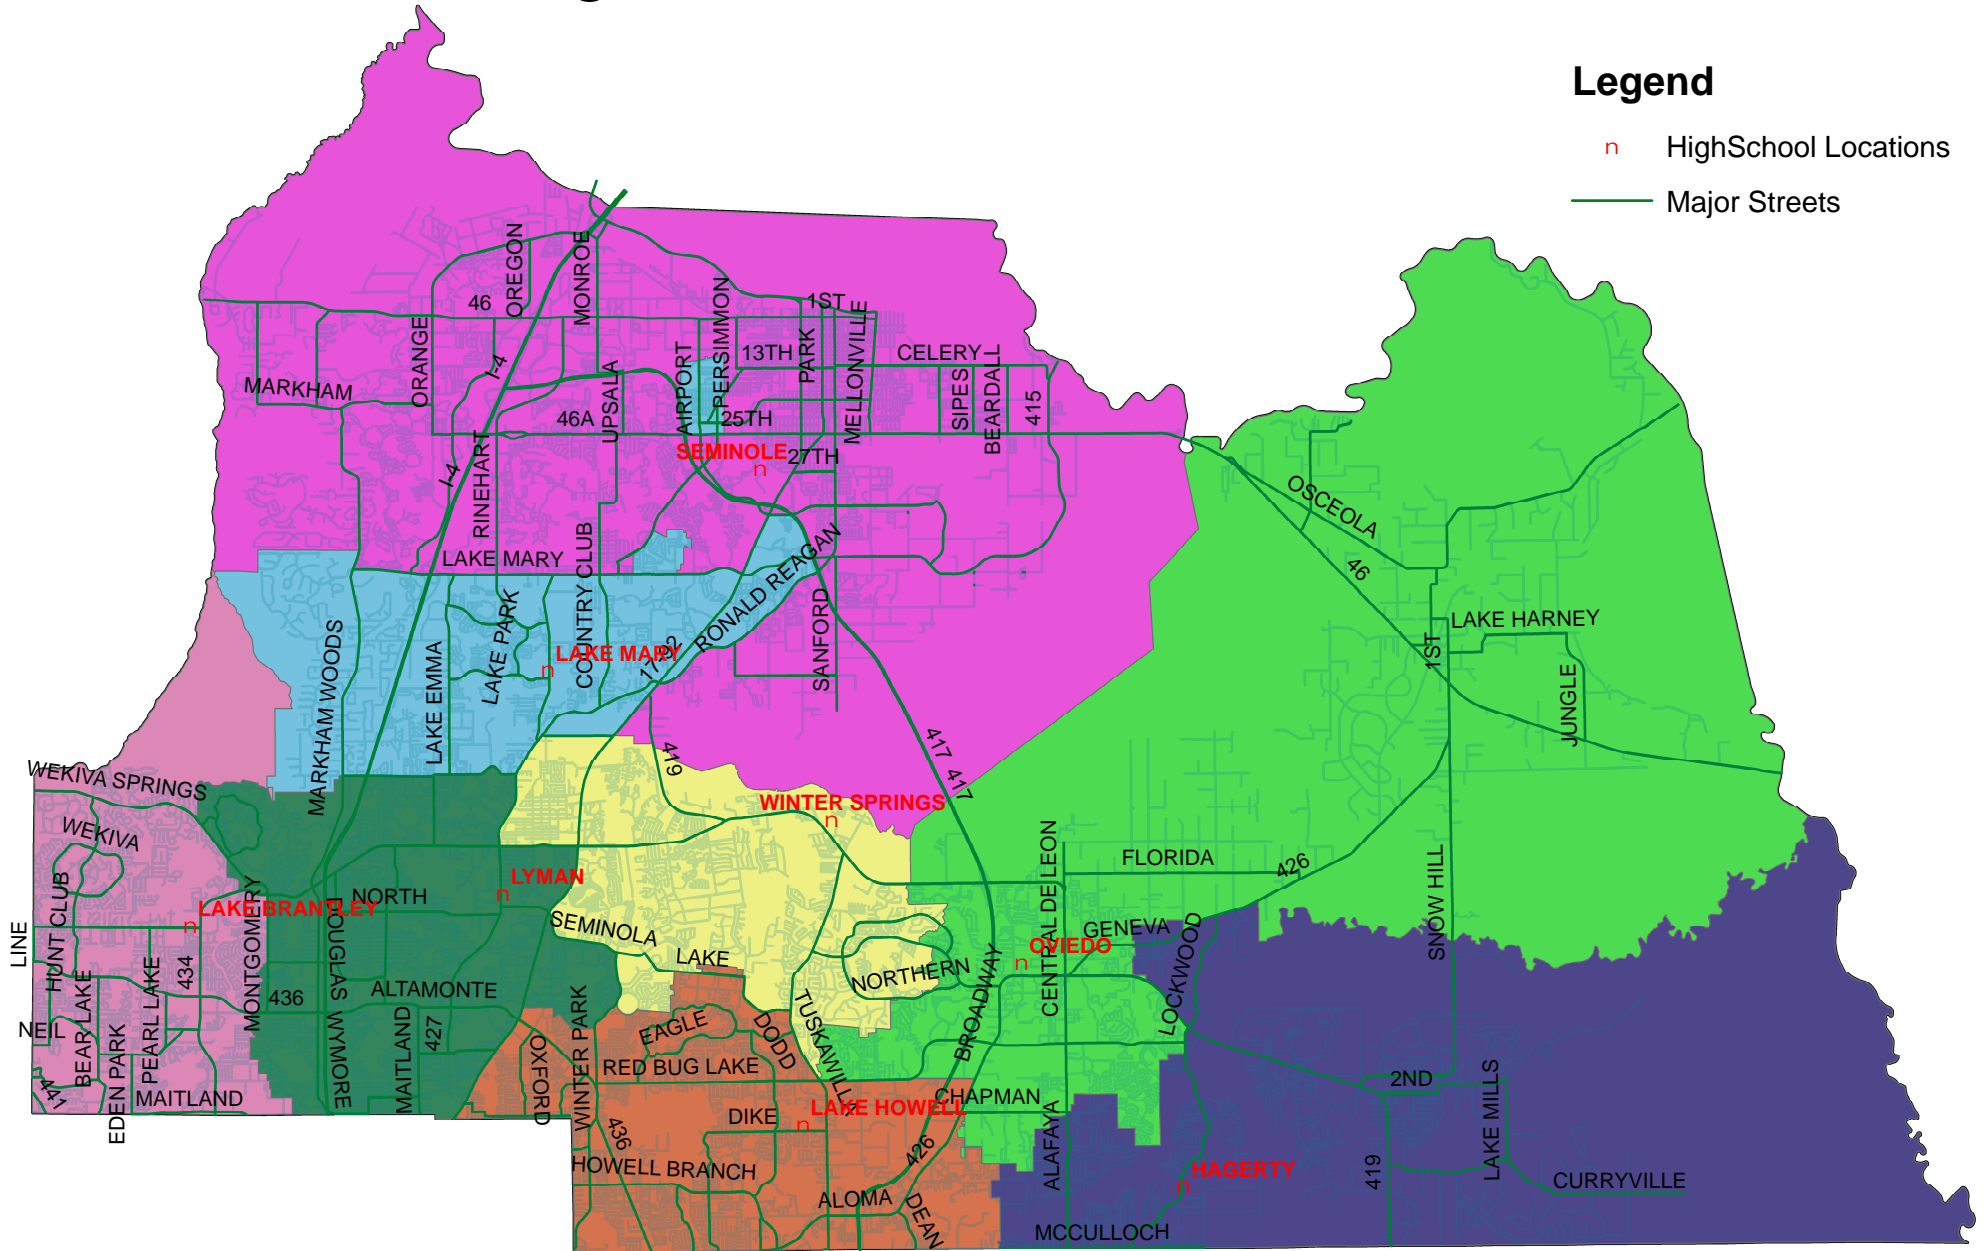 Legend
n HighSchool Locations
Major Streets
OREGON
MONROE
46
PERSIMMON
1ST
MELLONVILLE
ORANGE
I-4
AIRPORT
13TH
PARK
CELERY
BEARDALL
MARKHAM
UPSALA
46A
25TH
SIPES
415
SEMINOLE
n
27TH
I-4
RINEHART
OSCEOLA
LAKE MARY
COUNTRY CLUB
RONALD REAGAN
46
MARKHAM WOODS
LAKE EMMA
LAKE PARK
LAKE MARY
n
17-92
SANFORD
1ST
LAKE HARNEY
JUNGLE
419
417
417
WEKIVA SPRINGS
WINTER SPRINGS
n
WEKIVA
CENTRAL
DE LEON
FLORIDA
426
SNOW HILL
LYMAN
n
NORTH
LAKE BRANTLEY
n
HUNT CLUB
MONTGOMERY
DOUGLAS
SEMINOLA
LAKE
GENEVA
OVIEDO
n
LOCKWOOD
LINE
BEAR LAKE
PEARL LAKE
434
436
ALTAMONTE
NORTHERN
BROADWAY
NEIL
EDEN PARK
WYMORE
MAITLAND
427
OXFORD
WINTER PARK
EAGLE
DODD
TUSKAWILLA
RED BUG LAKE
2ND
LAKE MILLS
441
MAITLAND
LAKE HOWELL
n
CHAPMAN
DIKE
436
426
ALAFAYA
HOWELL BRANCH
HAGERTY
n
419
CURRYVILLE
ALOMA
DEAN
MCCULLOCH